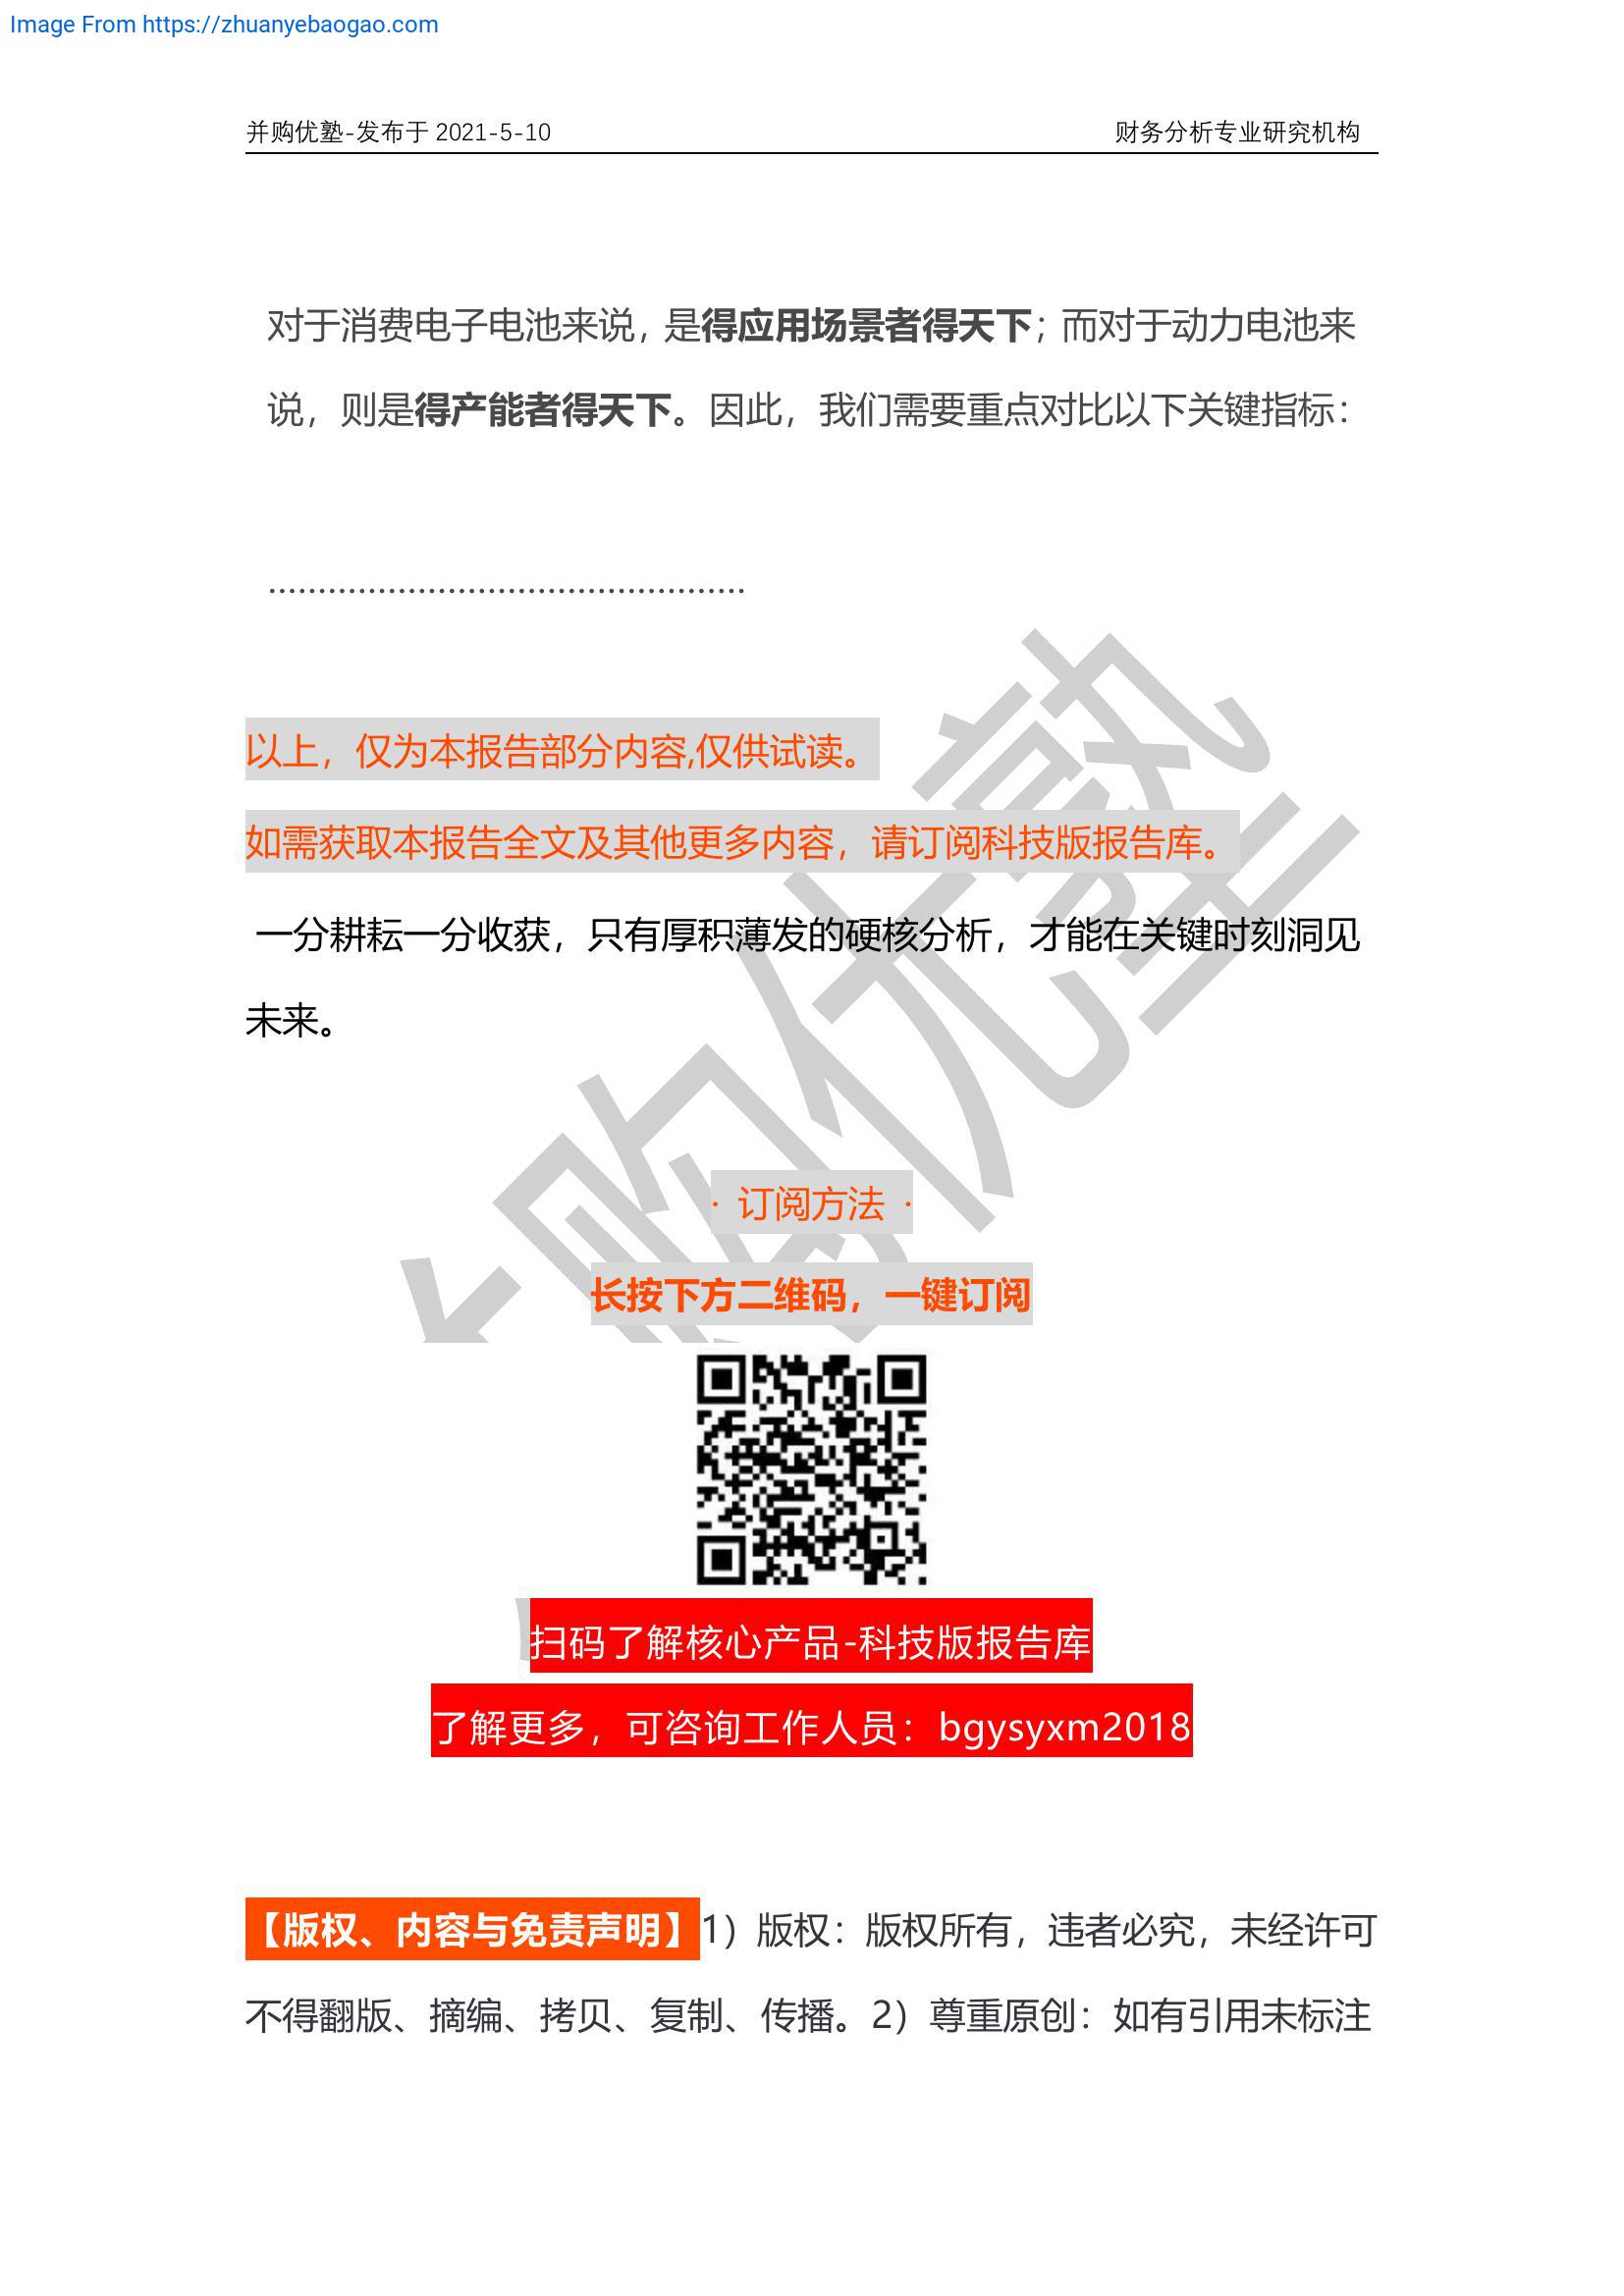 Image From https://zhuanyebaogao.com
并购优塾-发布于 2021-5-10 财务分析专业研究机构
对于消费电子电池来说，是得应用场景者得天下；而对于动力电池来
说，则是得产能者得天下。因此，我们需要重点对比以下关键指标：
................................................
以上，仅为本报告部分内容,仅供试读。
如需获取本报告全文及其他更多内容，请订阅科技版报告库。
一分耕耘一分收获，只有厚积薄发的硬核分析，才能在关键时刻洞见
未来。
· 订阅方法 ·
长按下方二维码，一键订阅
扫码了解核心产品-科技版报告库
了解更多，可咨询工作人员：bgysyxm2018
【版权、内容与免责声明】1）版权：版权所有，违者必究，未经许可
不得翻版、摘编、拷贝、复制、传播。2）尊重原创：如有引用未标注
购优塾